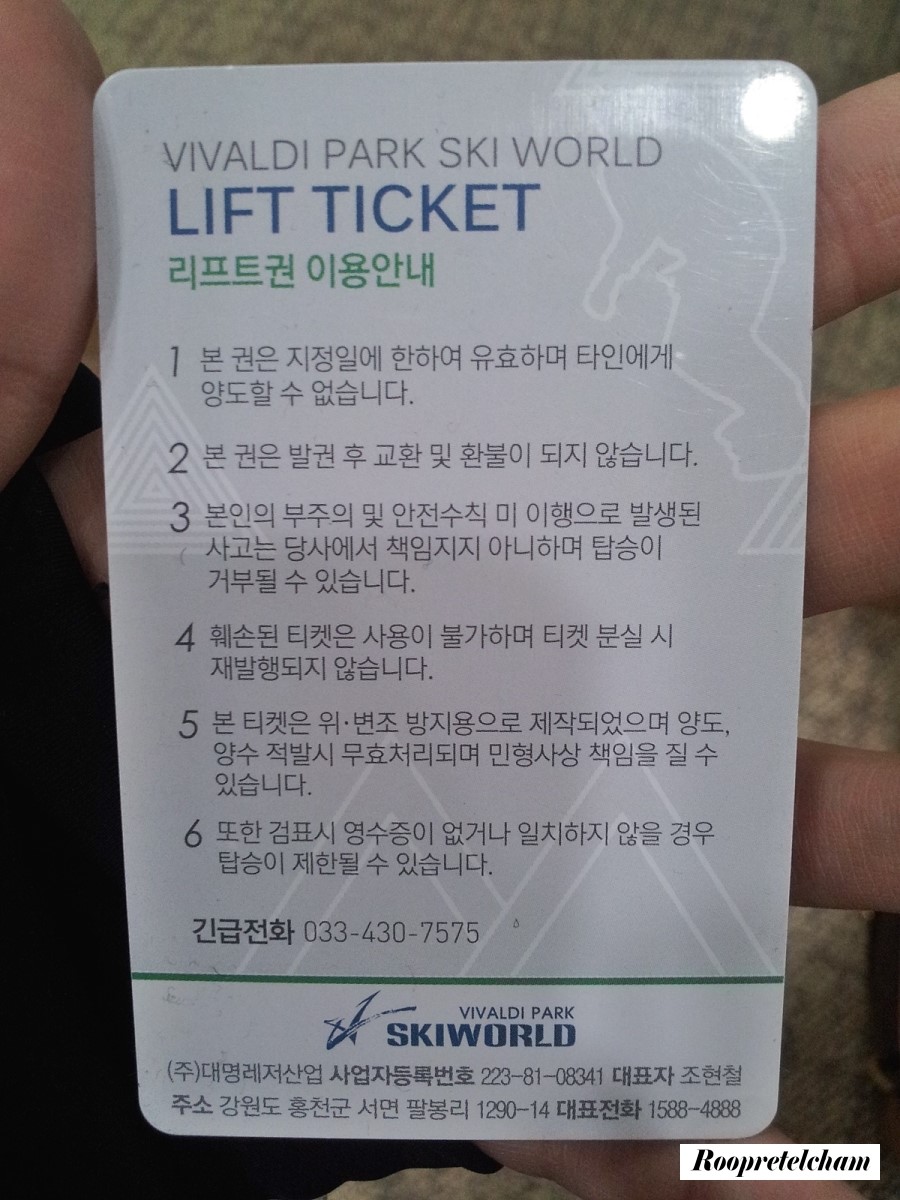 VIVALDI PARK SKI WORLD
LIFT TICKET
리프트권 이용안내
1 본 권은 지정일에 한하여 유효하며 타인에게
양도할 수 없습니다.
2 본 권은 발권 후 교환 및 환불이 되지 않습니다.
3 본인의 부주의 및 안전수칙 미 이행으로 발생된
사고는 당사에서 책임지지 아니하며 탑승이
거부될 수 있습니다.
4 훼손된 티켓은 사용이 불가하며 티켓 분실 시
재발행되지 않습니다.
5 본 티켓은 위·변조 방지용으로 제작되었으며 양도,
양수 적발시 무효처리되며 민형사상 책임을 질 수
있습니다.
6 또한 검표시 영수증이 없거나 일치하지 않을 경우
탑승이 제한될 수 있습니다.
긴급전화 033-430-7575
VIVALDI PARK
SKIWORLD
(주)대명레저산업 사업자등록번호 223-81-08341 대표자 조현철
주소 강원도 홍천군 서면 팔봉리 1290-14 대표전화 1588-4888
Roopretelcham